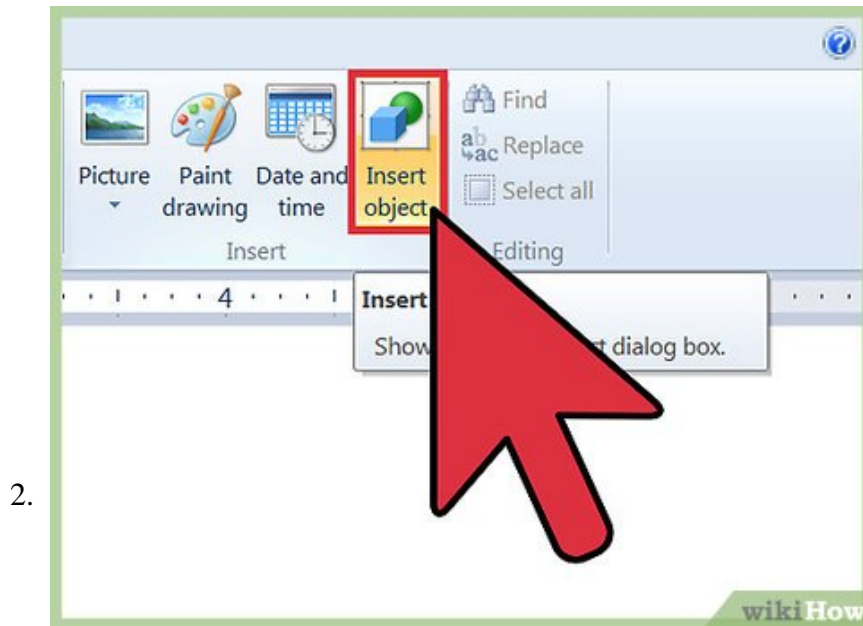 Picture
Paint drawing
Date and time
Insert object
Find
Replace
Select all
Insert
Editing
4
Insert
Show
dialog box.
2.
wikiHow